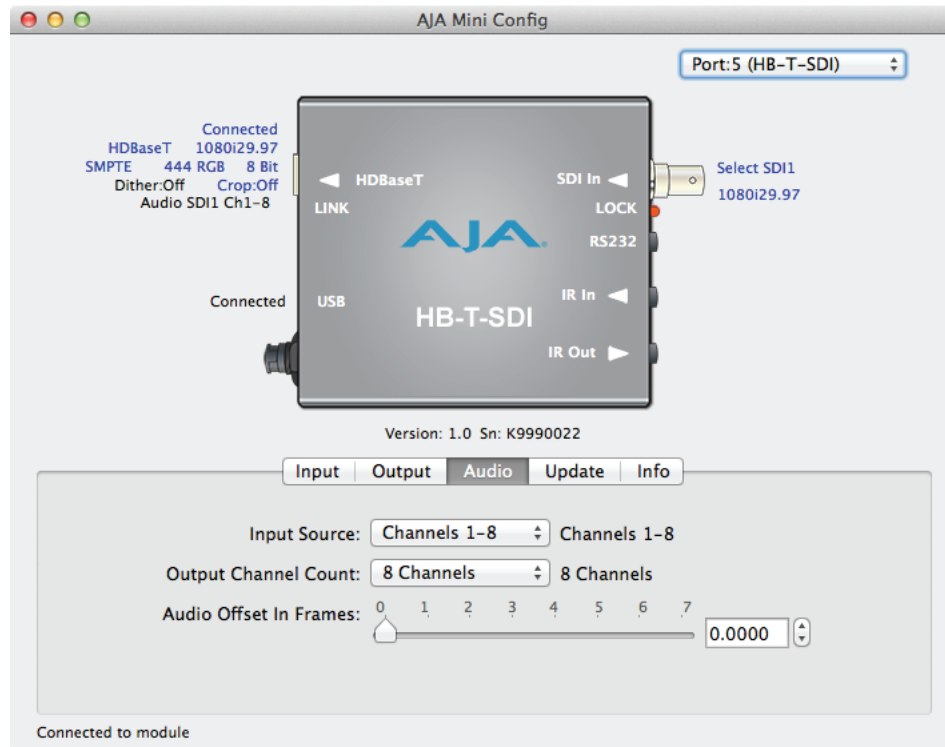 AJA Mini Config
Port:5 (HB-T-SDI)
Connected
HDBaseT 1080i29.97
SMPTE 444 RGB 8 Bit
Dither:Off Crop:Off
Audio SDI1 Ch1-8
HDBaseT
LINK
SDI In
LOCK
RS232
Select SDI1
1080i29.97
AJA
Connected
USB
IR In
HB-T-SDI
IR Out
Version: 1.0 Sn: K9990022
Input Output Audio Update Info
Input Source: Channels 1-8 Channels 1-8
Output Channel Count: 8 Channels 8 Channels
Audio Offset In Frames: 0 1 2 3 4 5 6 7
0.0000
Connected to module